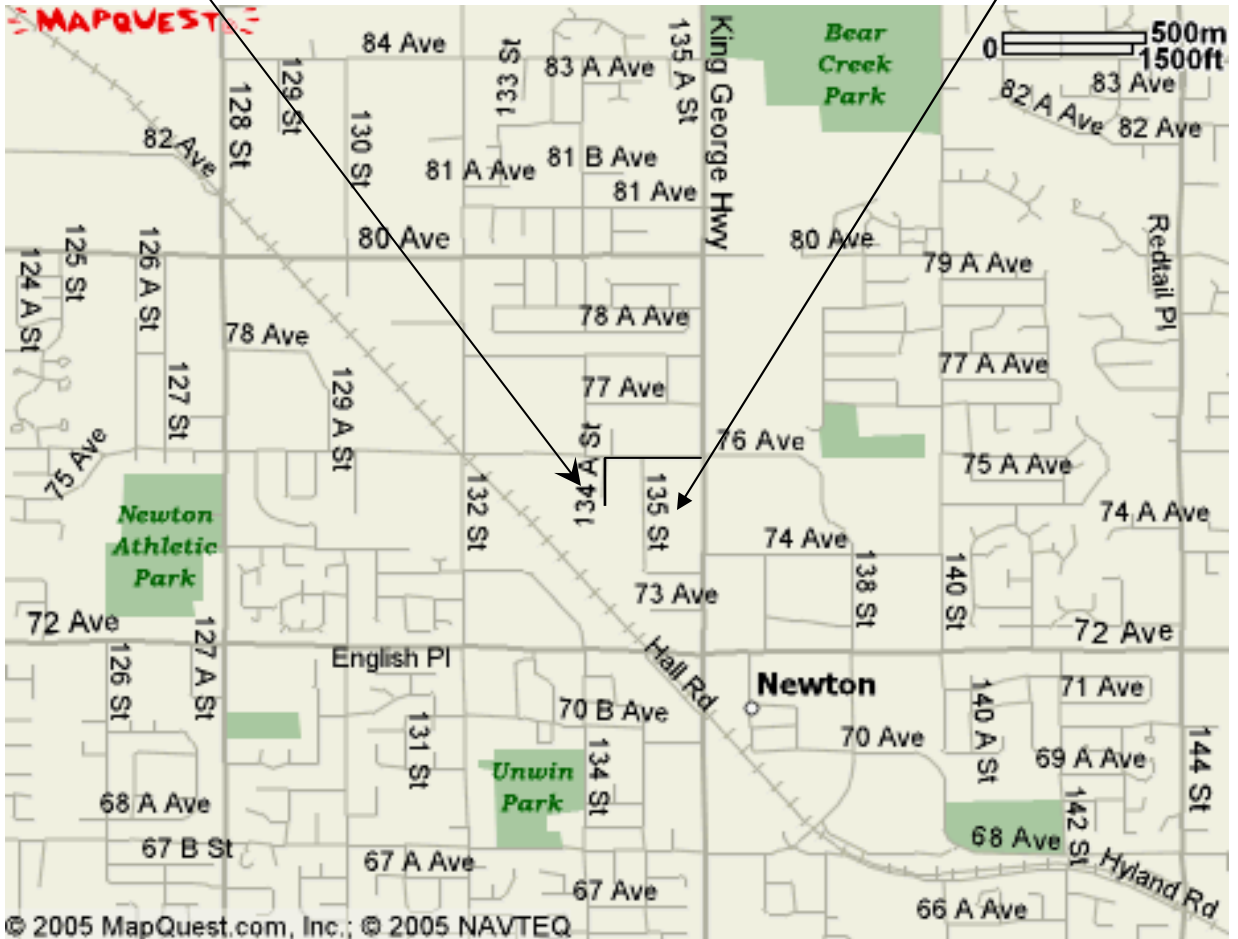 MAPQUEST
84 Ave
133 St
83 A Ave
135 A St
King George Hwy
Bear
Creek
Park
0
500m
1500ft
83 Ave
82 A Ave
82 Ave
129 St
128 St
130 St
82 Ave
81 A Ave
81 B Ave
81 Ave
80 Ave
80 Ave
79 A Ave
Redtail Pl
124 A St
125 St
126 A St
78 Ave
78 A Ave
77 A Ave
127 St
129 A St
77 Ave
76 Ave
75 Ave
134 A St
75 A Ave
132 St
135 St
74 A Ave
Newton
Athletic
Park
74 Ave
138 St
140 St
73 Ave
72 Ave
72 Ave
126 St
127 A St
English Pl
Hall Rd
Newton
71 Ave
140 A St
131 St
70 B Ave
70 Ave
69 A Ave
144 St
134 St
Unwin
Park
68 A Ave
68 Ave
142 St
67 B St
67 A Ave
67 Ave
Hyland Rd
66 A Ave
© 2005 MapQuest.com, Inc.; © 2005 NAVTEQ